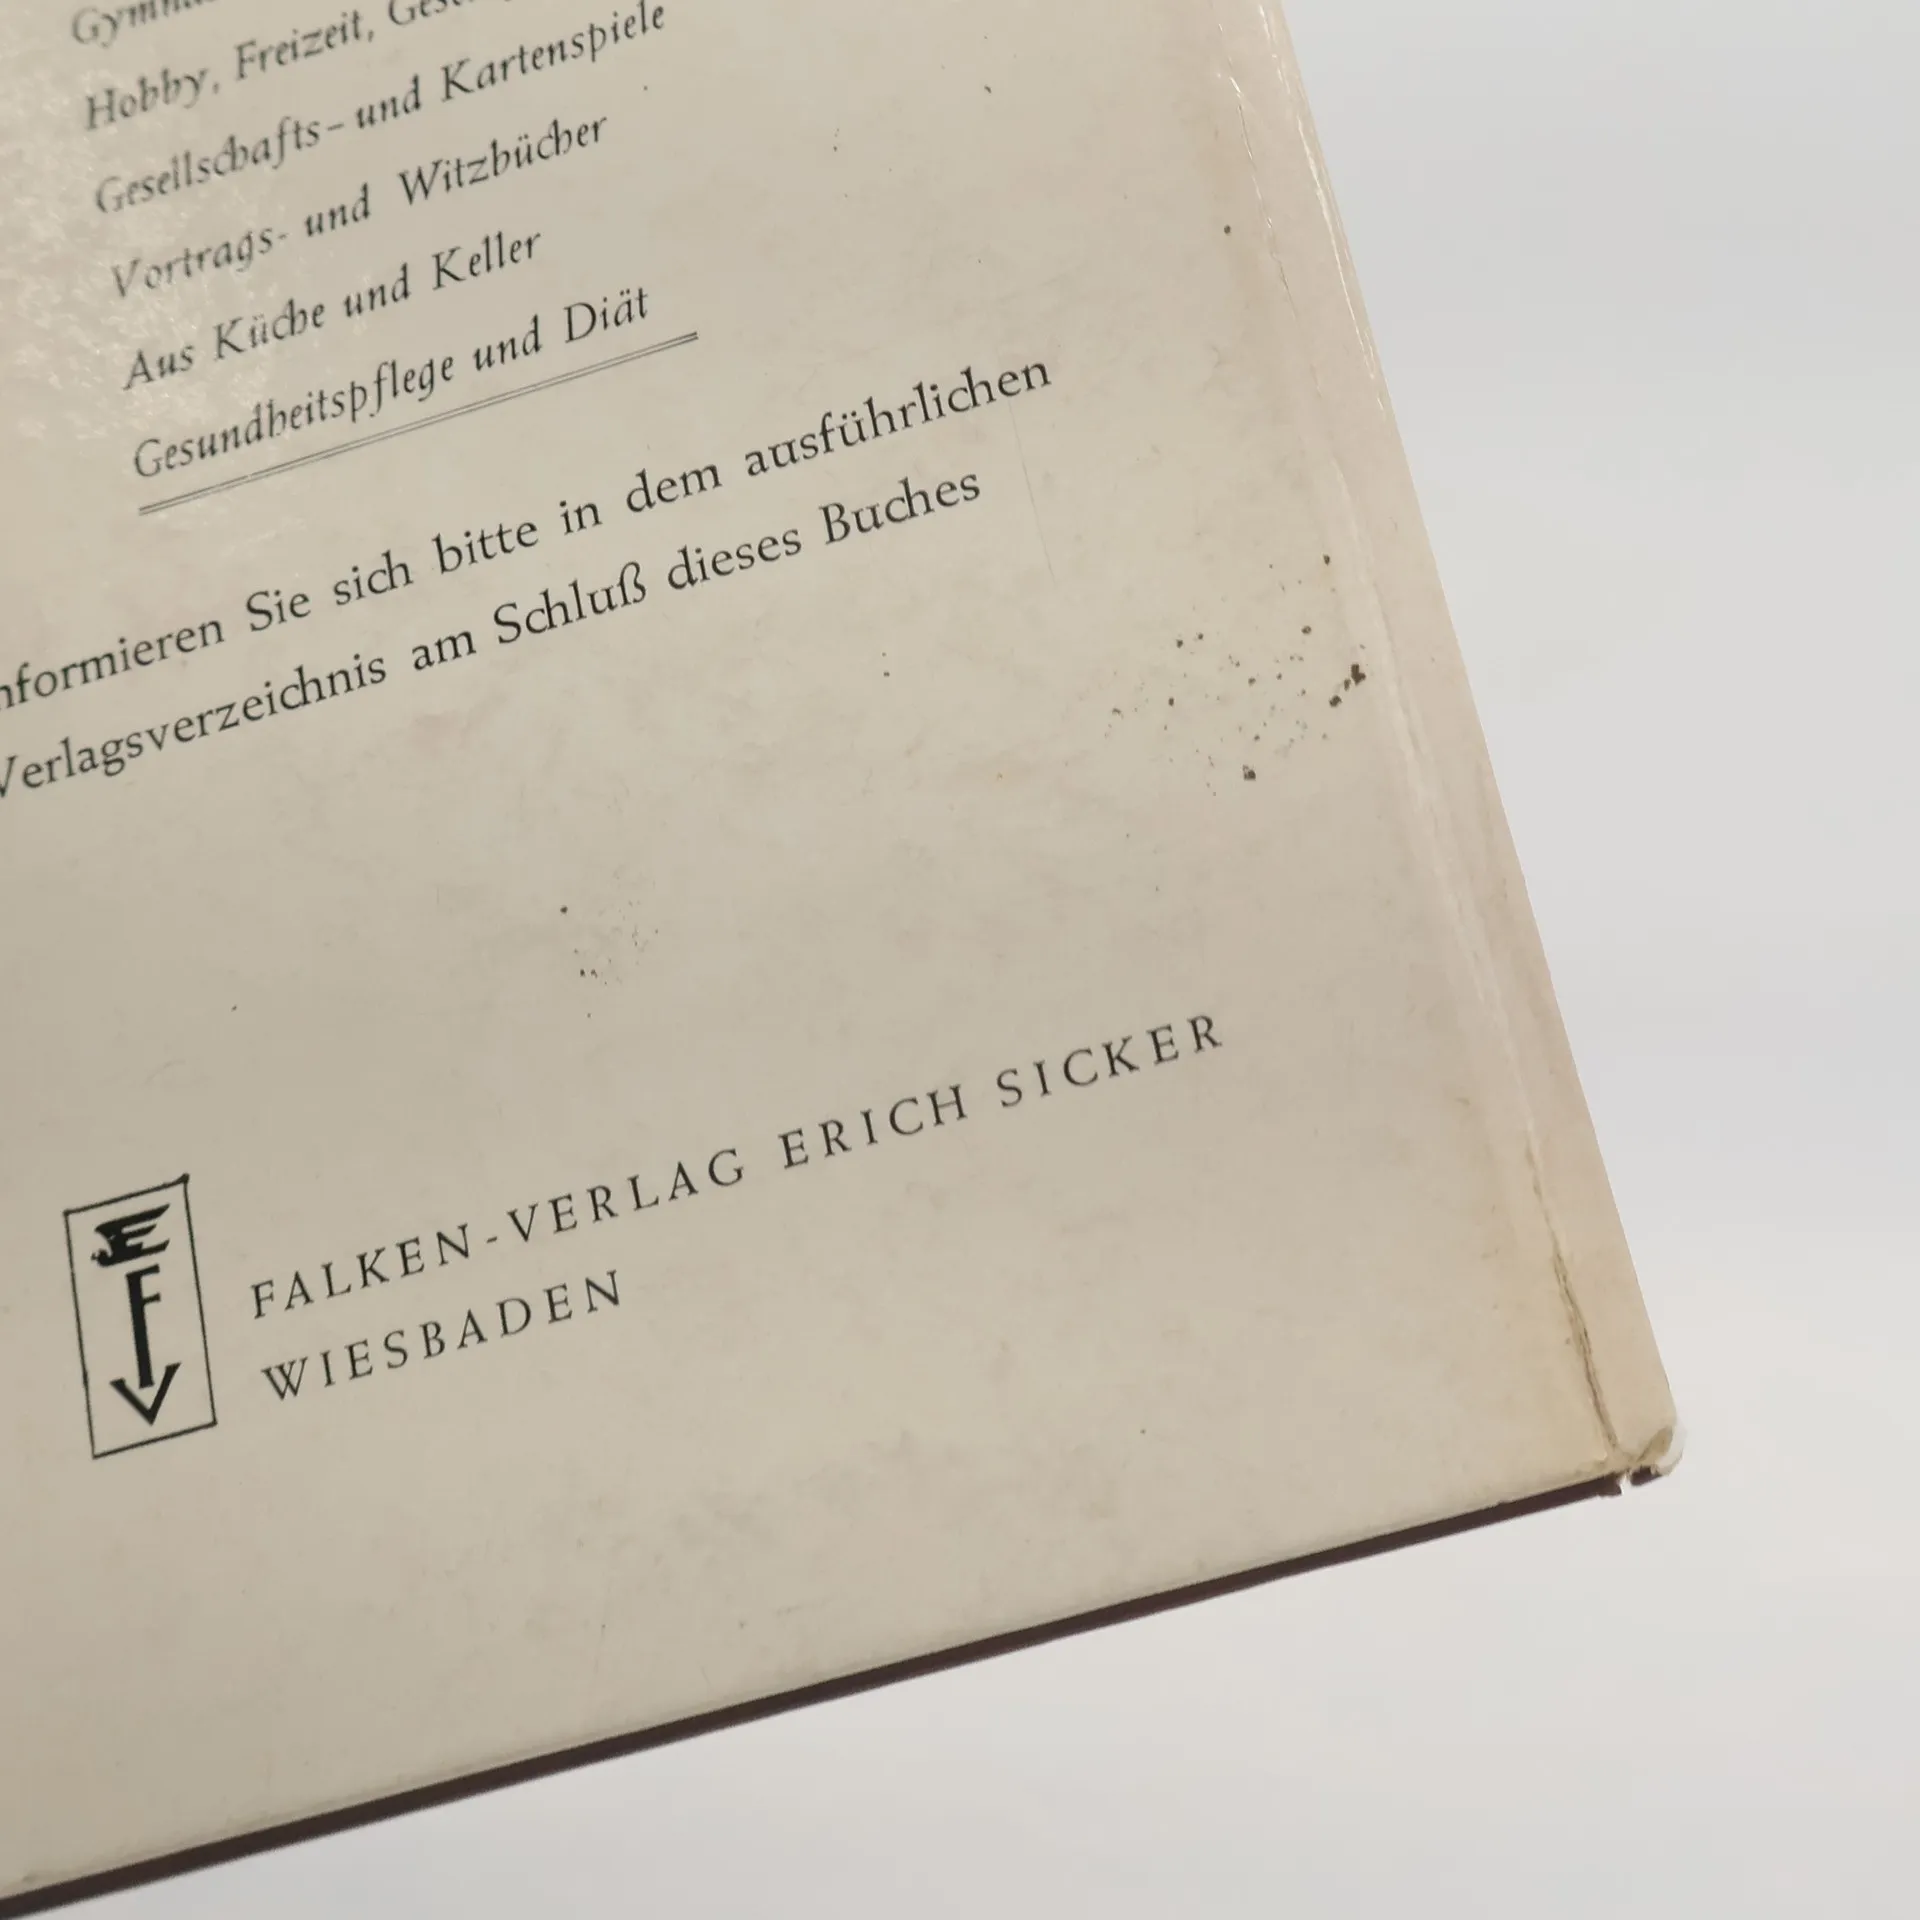 Hobby, Freizeit,
Gesellschafts- und Kartenspiele
Vortrags- und Witzbücher
Aus Küche und Keller
Gesundheitspflege und Diät
nformieren Sie sich bitte in dem ausführlichen
Verlagsverzeichnis am Schluß dieses Buches
FALKEN-VERLAG ERICH SICKER
WIESBADEN
F